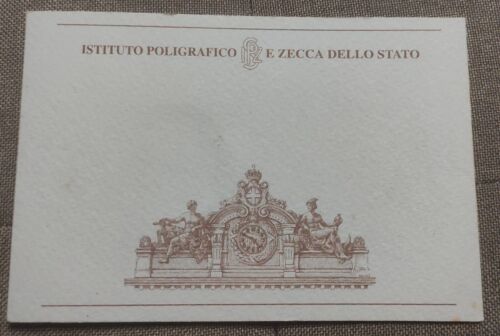 ISTITUTO POLIGRAFICO E ZECCA DELLO STATO